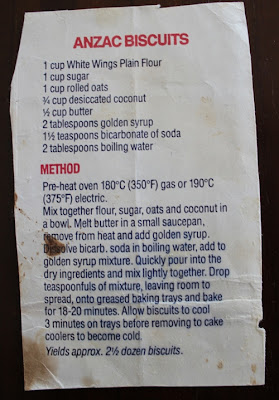 ANZAC BISCUITS
1 cup White Wings Plain Flour
1 cup sugar
1 cup rolled oats
¾ cup desiccated coconut
½ cup butter
2 tablespoons golden syrup
1½ teaspoons bicarbonate of soda
2 tablespoons boiling water
METHOD
Pre-heat oven 180°C (350°F) gas or 190°C
(375°F) electric.
Mix together flour, sugar, oats and coconut in
a bowl. Melt butter in a small saucepan,
remove from heat and add golden syrup.
Dissolve bicarb. soda in boiling water, add to
golden syrup mixture. Quickly pour into the
dry ingredients and mix lightly together. Drop
teaspoonfuls of mixture, leaving room to
spread, onto greased baking trays and bake
for 18-20 minutes. Allow biscuits to cool
3 minutes on trays before removing to cake
coolers to become cold.
Yields approx. 2½ dozen biscuits.